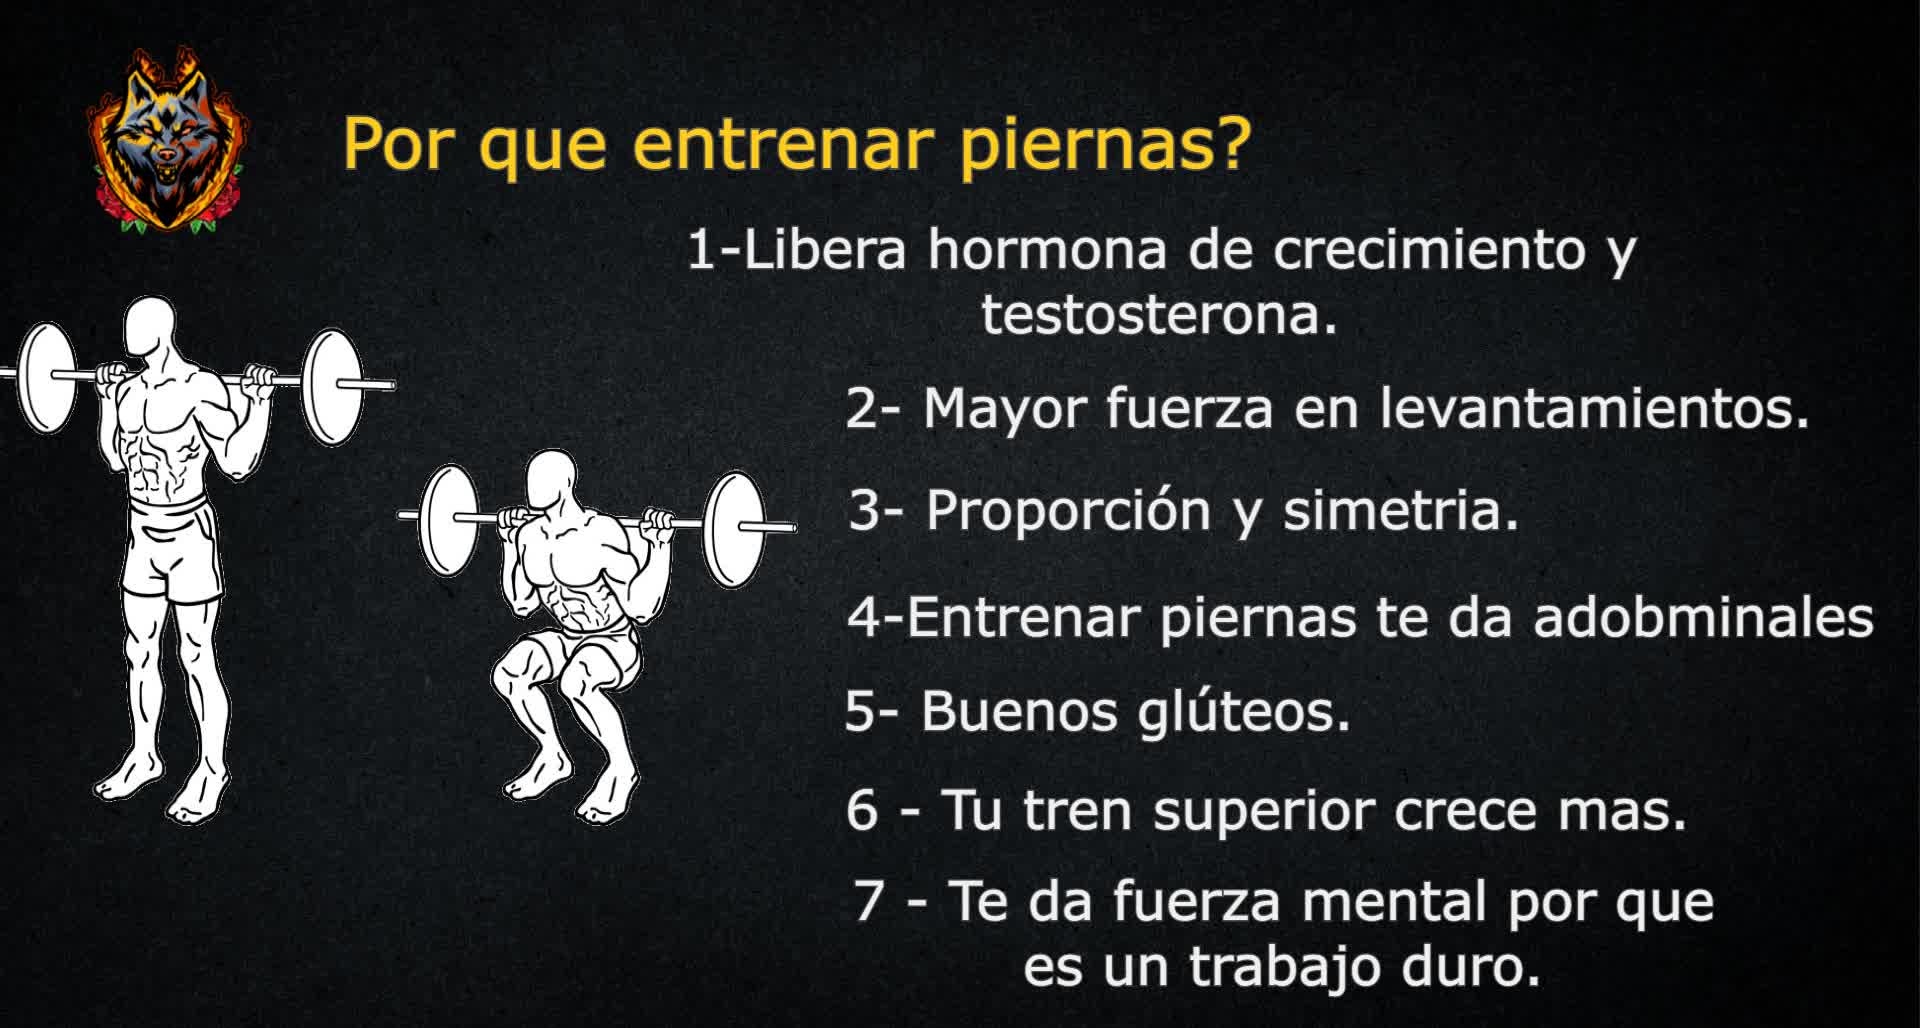 Por que entrenar piernas?
1-Libera hormona de crecimiento y
testosterona.
2- Mayor fuerza en levantamientos.
3- Proporción y simetria.
4-Entrenar piernas te da adobminales
5- Buenos glúteos.
6 - Tu tren superior crece mas.
7 - Te da fuerza mental por que
es un trabajo duro.